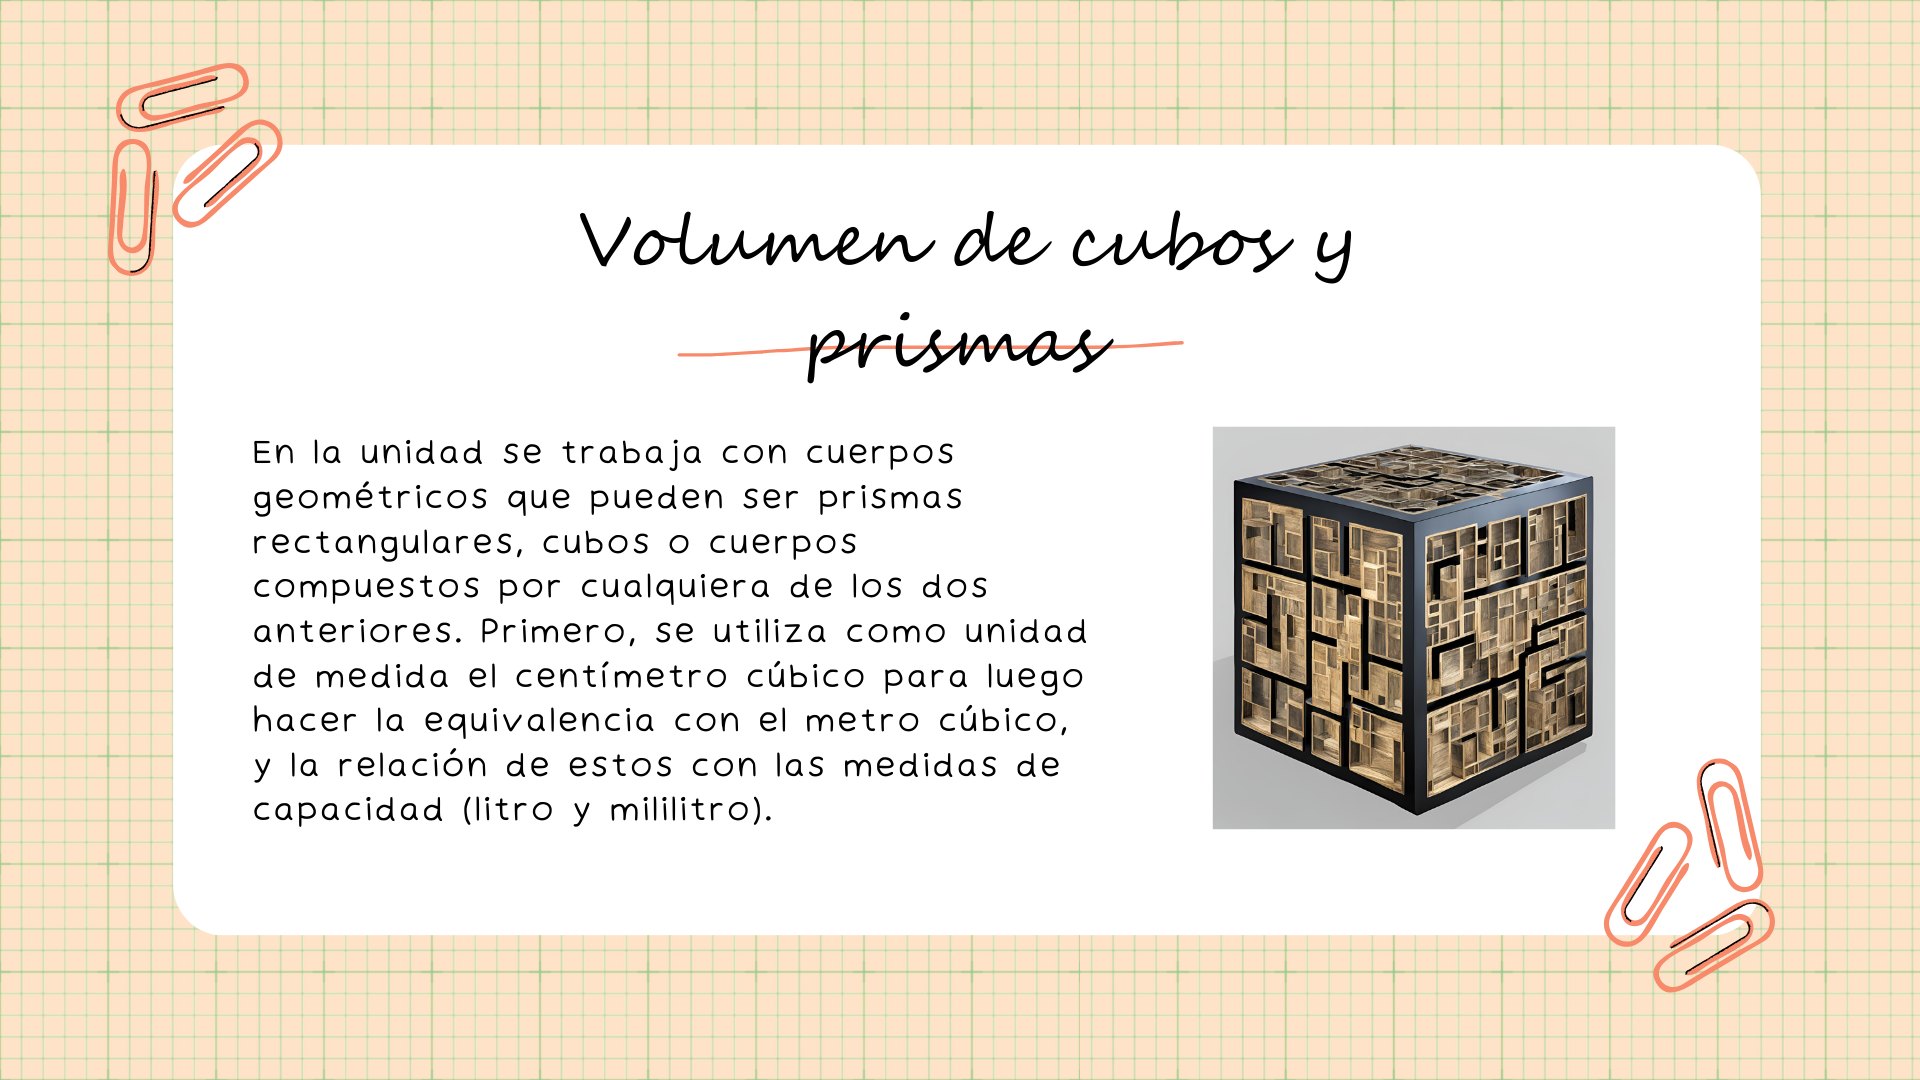 Volumen de cubos y
prismas
En la unidad se trabaja con cuerpos
geométricos que pueden ser prismas
rectangulares, cubos o cuerpos
compuestos por cualquiera de los dos
anteriores. Primero, se utiliza como unidad
de medida el centímetro cúbico para luego
hacer la equivalencia con el metro cúbico,
y la relación de estos con las medidas de
capacidad (litro y mililitro).